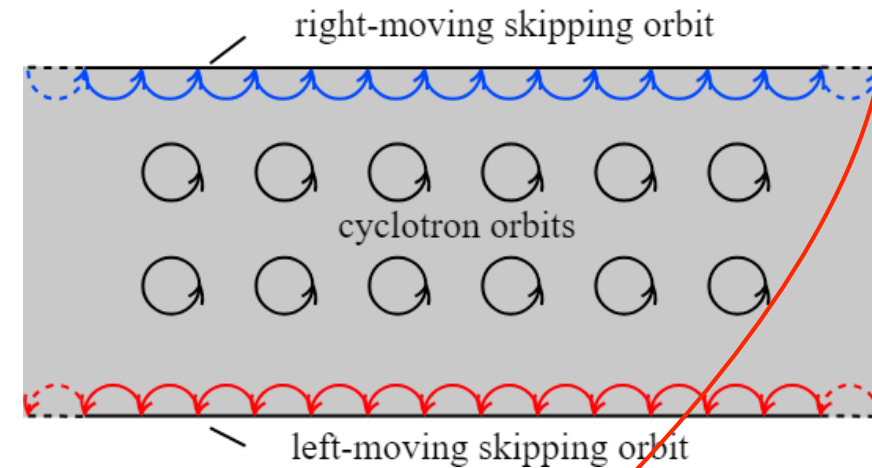 right-moving skipping orbit
cyclotron orbits
left-moving skipping orbit